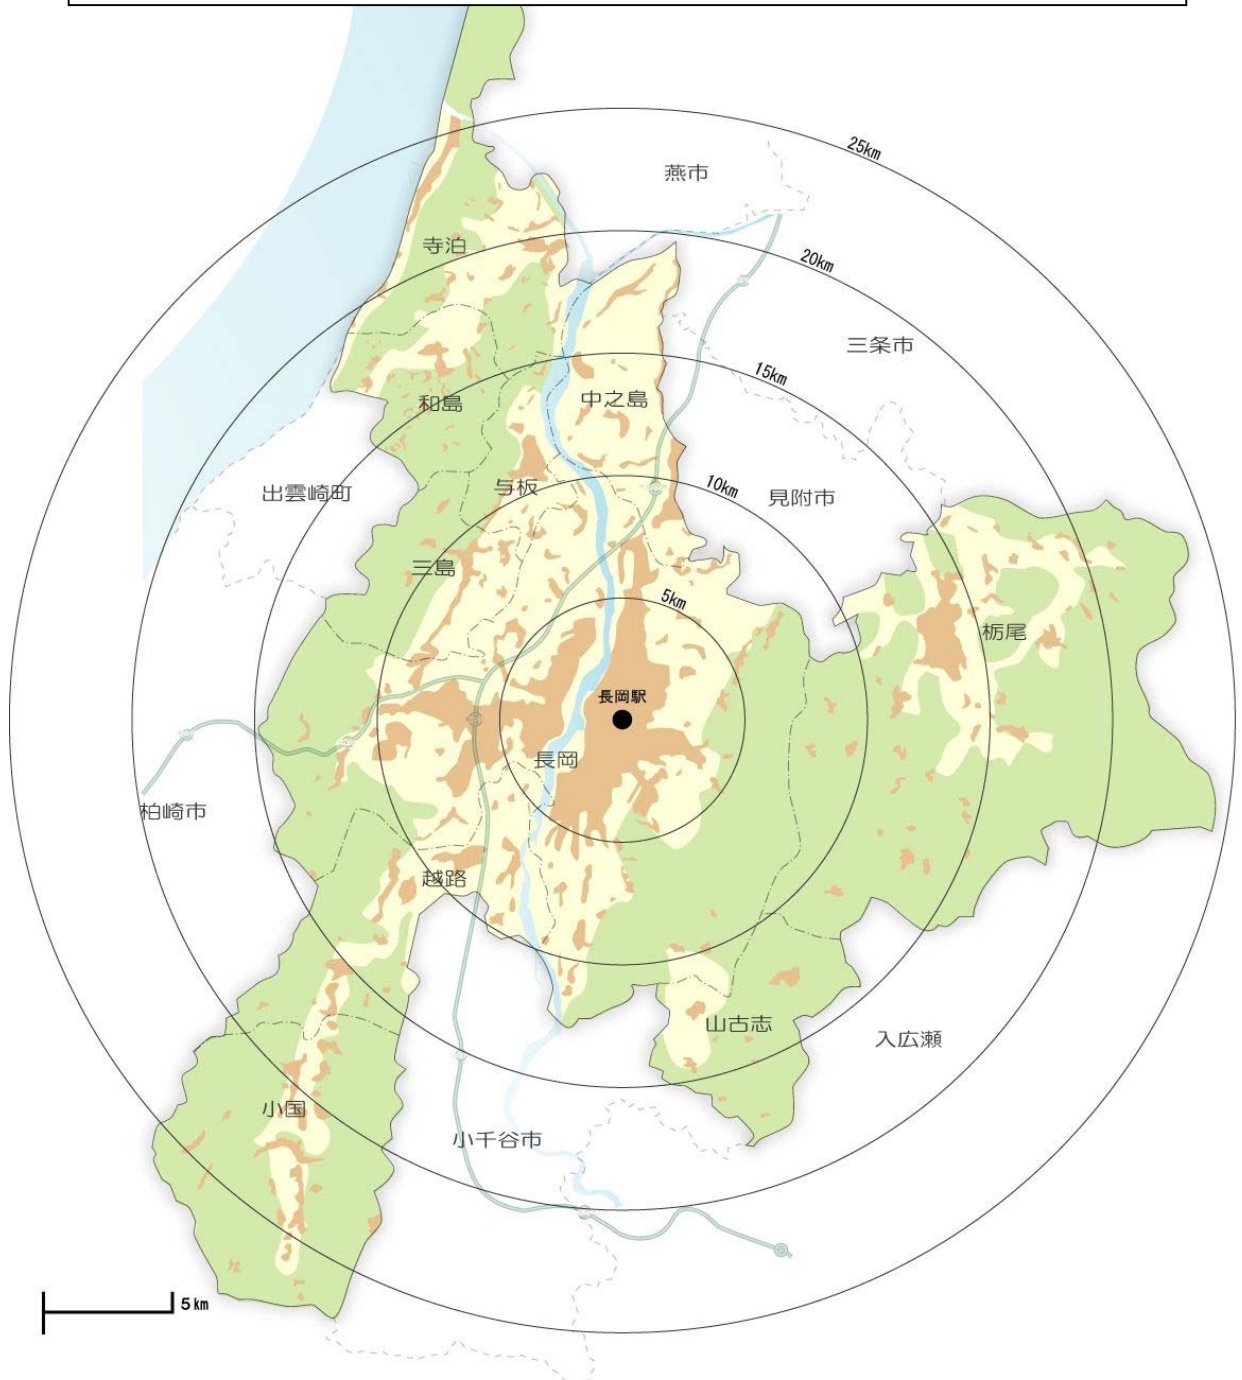 25km
燕市
寺泊
20km
三条市
15km
和島
中之島
10km
出雲崎町
与板
見附市
三島
5km
栃尾
長岡駅
長岡
柏崎市
越路
山古志
入広瀬
小国
小千谷市
5km